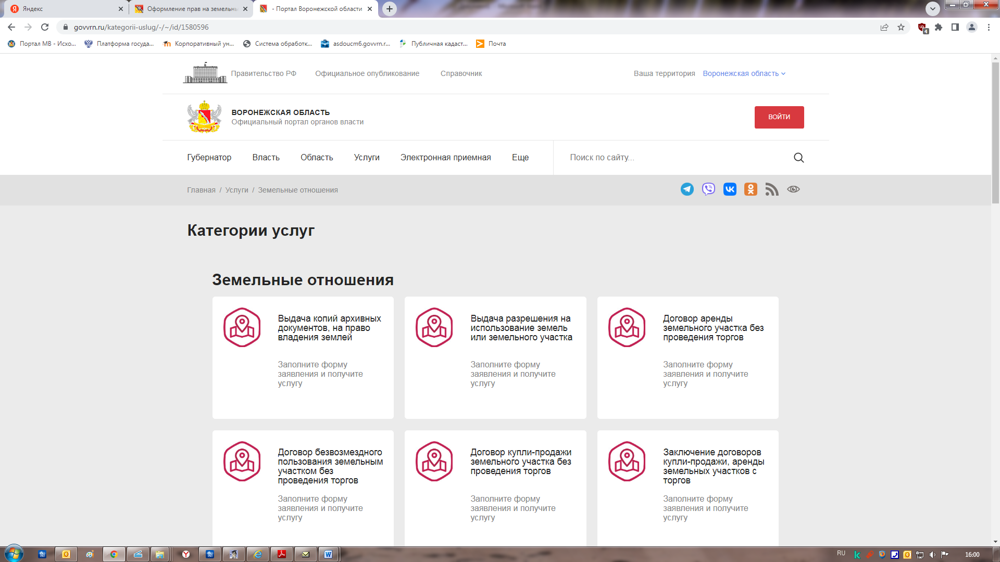 Яндекс
Оформление прав на земельны
- Портал Воронежской области
govvrn.ru/kategorii-uslug/-/~/id/1580596
4
Портал МВ - Исхо...
Платформа госуда...
Корпоративный ун...
Система обработк...
asdoucm6.govvrn.r...
Публичная кадаст...
Почта
Правительство РФ
Официальное опубликование
Справочник
Ваша территория
Воронежская область
ВОРОНЕЖСКАЯ ОБЛАСТЬ
Официальный портал органов власти
ВОЙТИ
Губернатор
Власть
Область
Услуги
Электронная приемная
Еще
Поиск по сайту...
Главная / Услуги / Земельные отношения
Категории услуг
Земельные отношения
Выдача копий архивных
документов, на право
владения землей
Заполните форму
заявления и получите
услугу
Выдача разрешения на
использование земель
или земельного участка
Заполните форму
заявления и получите
услугу
Договор аренды
земельного участка без
проведения торгов
Заполните форму
заявления и получите
услугу
Договор безвозмездного
пользования земельным
участком без
проведения торгов
Заполните форму
заявления и получите
услугу
Договор купли-продажи
земельного участка без
проведения торгов
Заполните форму
заявления и получите
услугу
Заключение договоров
купли-продажи, аренды
земельных участков с
торгов
Заполните форму
заявления и получите
услугу
RU
16:00